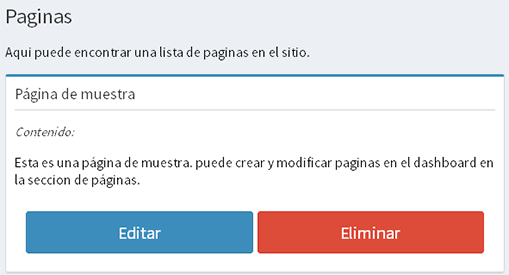 Paginas
Aqui puede encontrar una lista de paginas en el sitio.
Página de muestra
Contenido:
Esta es una página de muestra. puede crear y modificar paginas en el dashboard en
la seccion de páginas.
Editar
Eliminar